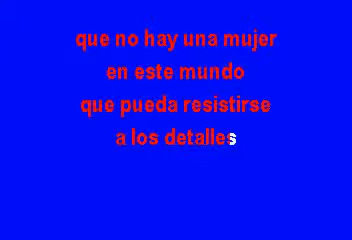 que no hay una mujer
en este mundo
que pueda resistirse
a los detalles